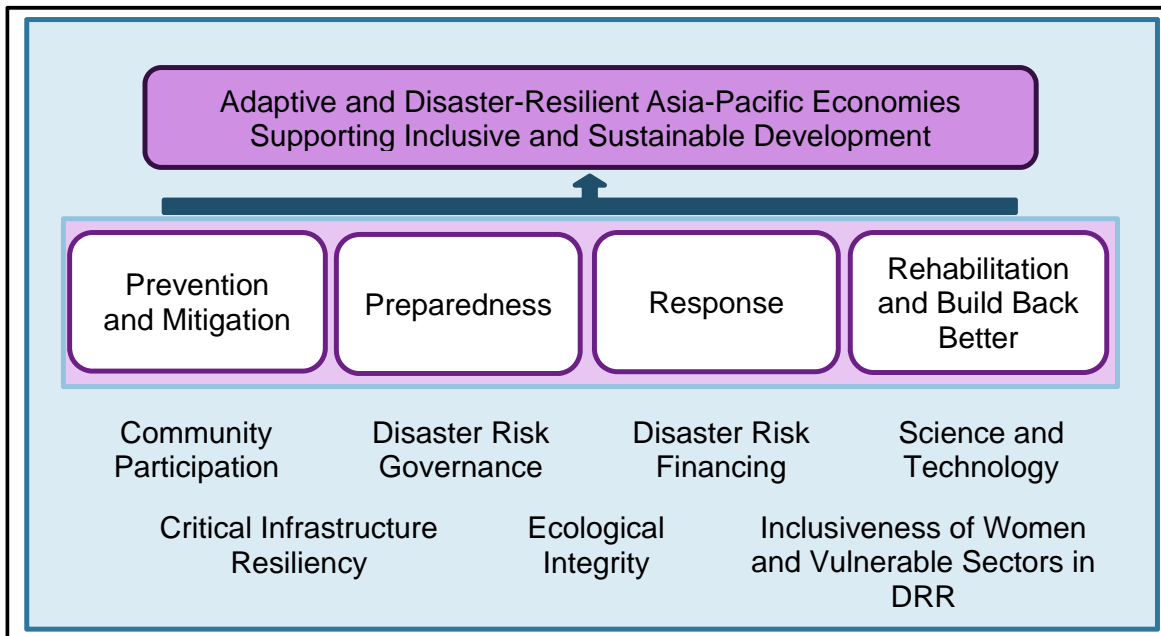 Adaptive and Disaster-Resilient Asia-Pacific Economies
Supporting Inclusive and Sustainable Development
Prevention
and Mitigation
Preparedness
Response
Rehabilitation
and Build Back
Better
Community
Participation
Disaster Risk
Governance
Disaster Risk
Financing
Science and
Technology
Critical Infrastructure
Resiliency
Ecological
Integrity
Inclusiveness of Women
and Vulnerable Sectors in
DRR